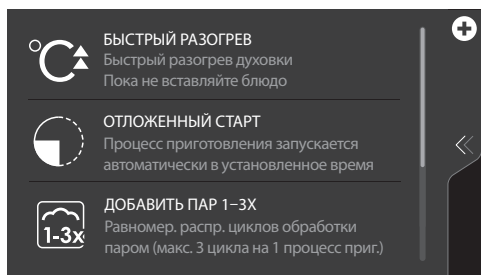 °C
БЫСТРЫЙ РАЗОГРЕВ
Быстрый разогрев духовки
Пока не вставляйте блюдо
ОТЛОЖЕННЫЙ СТАРТ
Процесс приготовления запускается
автоматически в установленное время
1-3x
ДОБАВИТЬ ПАР 1–3X
Равномер. распр. циклов обработки
паром (макс. 3 цикла на 1 процесс приг.)